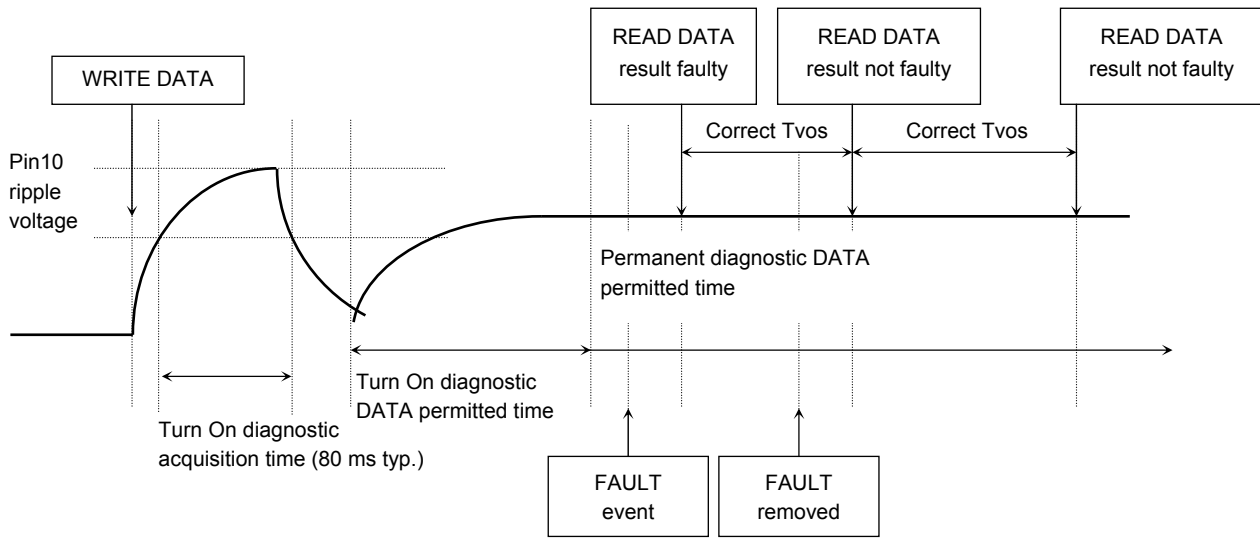 READ DATA
result faulty
READ DATA
result not faulty
READ DATA
result not faulty
WRITE DATA
Correct Tvos
Correct Tvos
Pin10
ripple
voltage
Permanent diagnostic DATA
permitted time
Turn On diagnostic
DATA permitted time
Turn On diagnostic
acquisition time (80 ms typ.)
FAULT
event
FAULT
removed